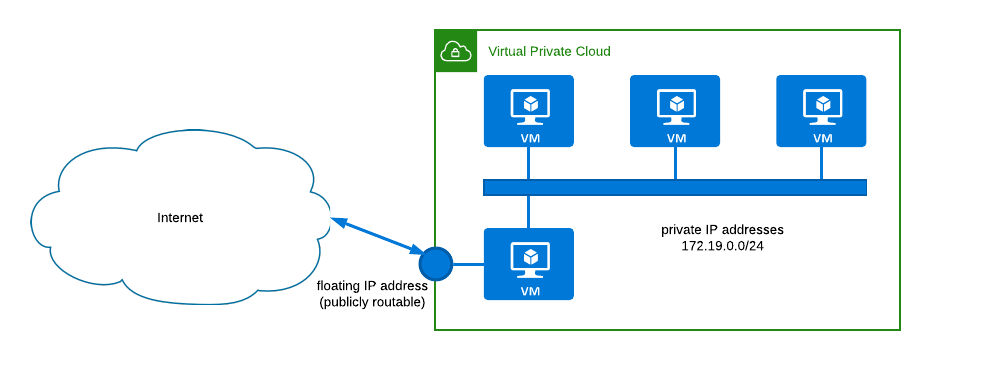 Virtual Private Cloud
VM
VM
VM
Internet
private IP addresses
172.19.0.0/24
floating IP address
(publicly routable)
VM